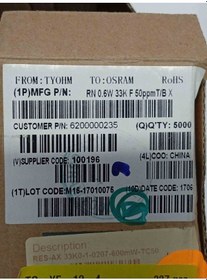 FROM:TYOHM TO:OSRAM RoHS
(1P)MFG P/N: RN 0.6W 33K F 50ppmT/B X
CUSTOMER P/N: 6200000235 (Q)Q'TY: 5000
(V)SUPPLIER CODE: 100196 (4L)COO: CHINA
(1T)LOT CODE:M15-17010075 DATE CODE: 1706
Description